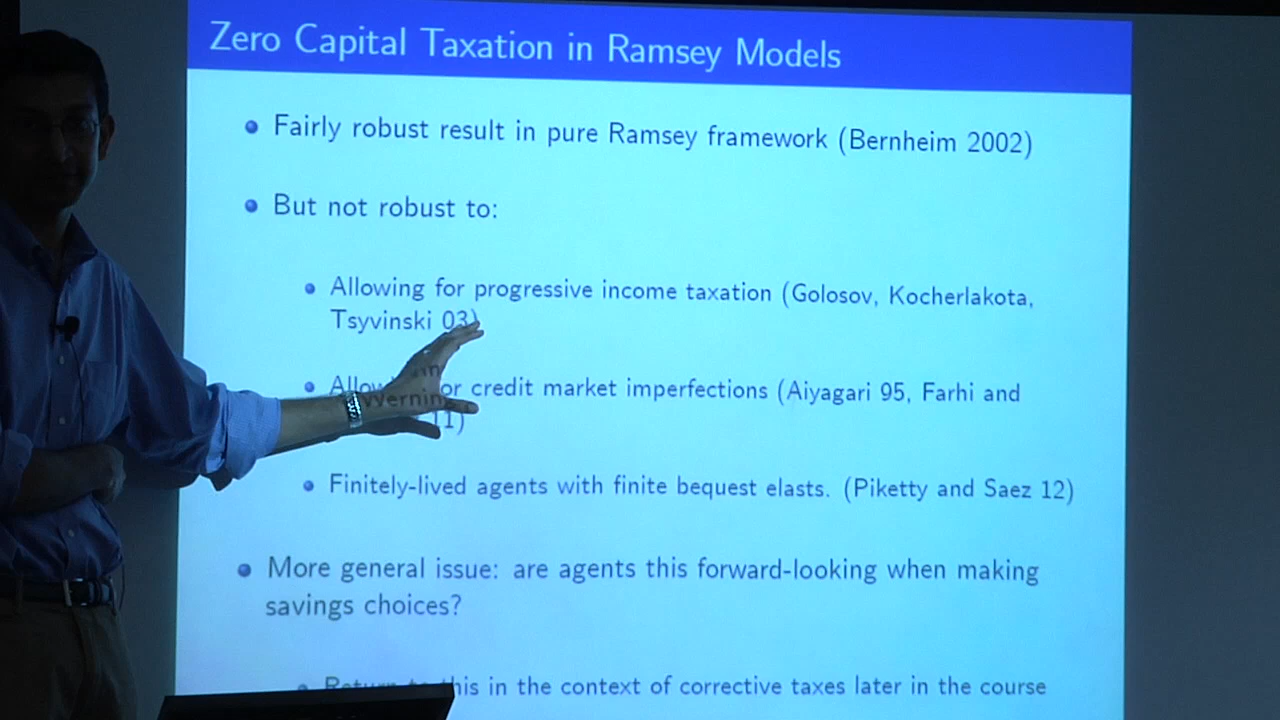 Zero Capital Taxation in Ramsey Models
Fairly robust result in pure Ramsey framework (Bernheim 2002)
But not robust to:
Allowing for progressive income taxation (Golosov, Kocherlakota,
Tsyvinski 03)
credit market imperfections (Aiyagari 95, Farhi and
Finitely-lived agents with finite bequest elasts. (Piketty and Saez 12)
More general issue: are agents this forward-looking when making
savings choices?
Return to this in the context of corrective taxes later in the course